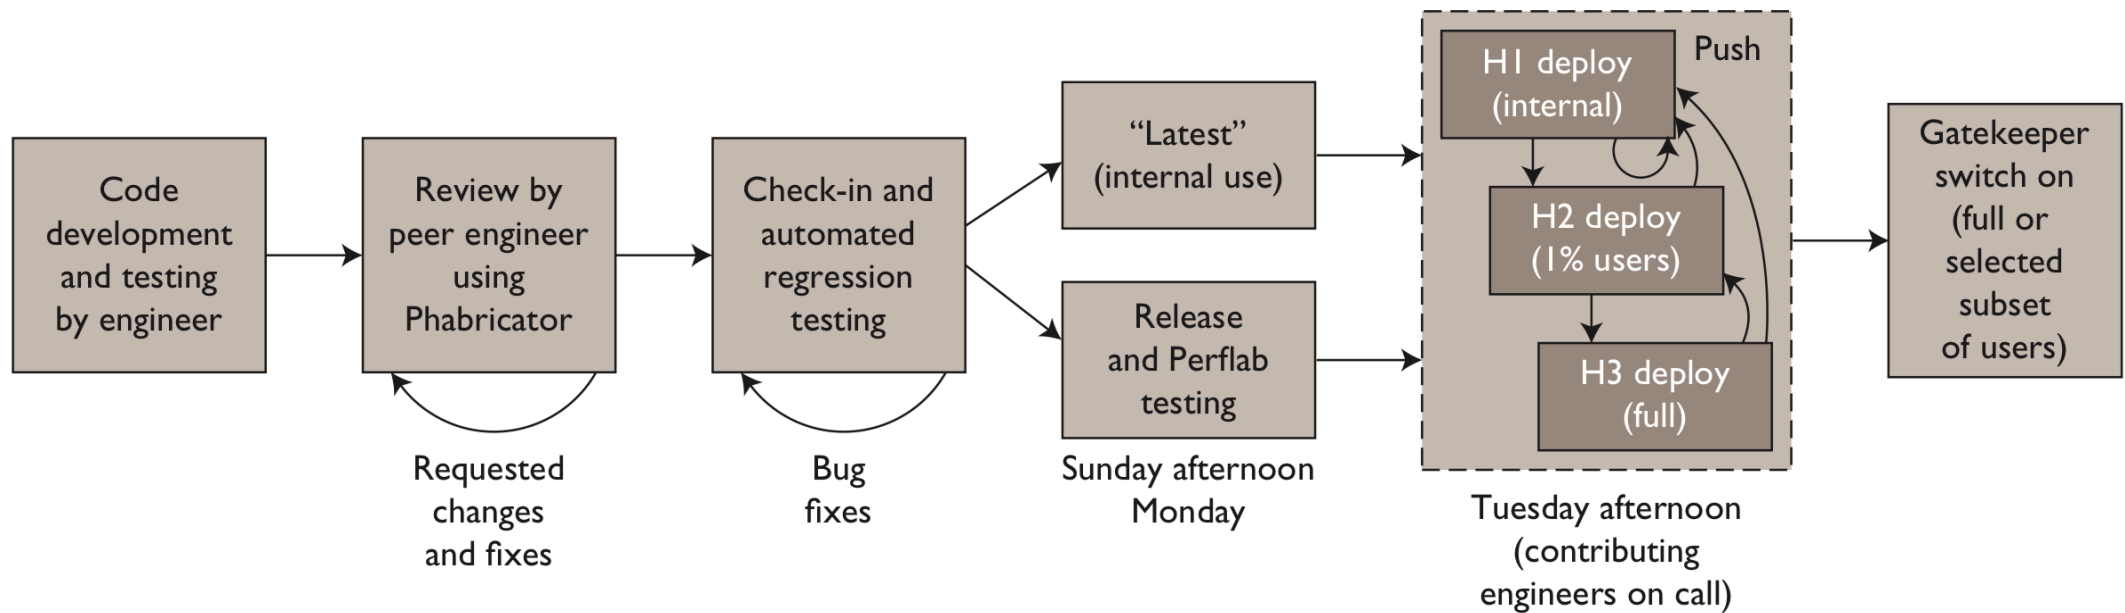 Code
development
and testing
by engineer
Review by
peer engineer
using
Phabricator
Requested
changes
and fixes
Check-in and
automated
regression
testing
Bug
fixes
“Latest”
(internal use)
Release
and Perflab
testing
Sunday afternoon
Monday
Push
H1 deploy
(internal)
H2 deploy
(1% users)
H3 deploy
(full)
Tuesday afternoon
(contributing
engineers on call)
Gatekeeper
switch on
(full or
selected
subset
of users)